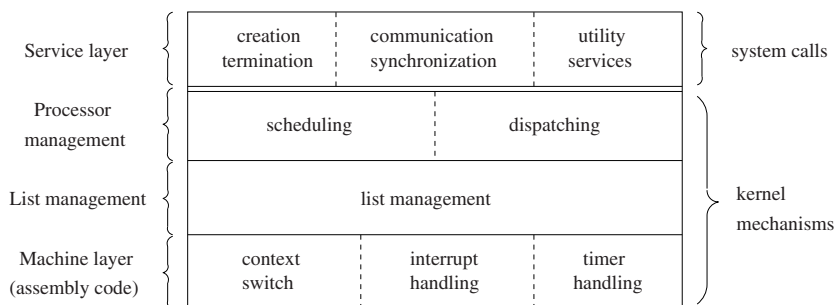 Service layer
creation
termination
communication
synchronization
utility
services
system calls
Processor
management
scheduling
dispatching
List management
list management
kernel
mechanisms
Machine layer
(assembly code)
context
switch
interrupt
handling
timer
handling